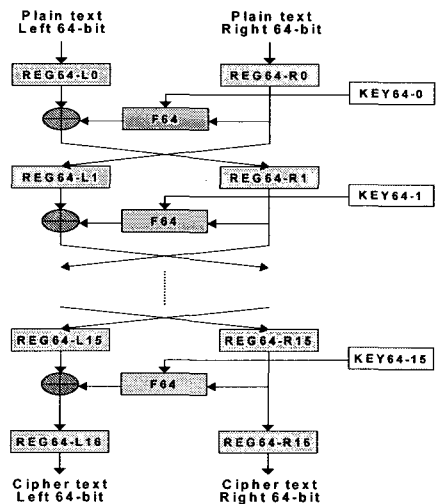 Plain text Plain text
Left 64-bit Right 64-bit
REG64-L0 REG64-R0
KEY64-0
F64
REG64-L1 REG64-R1
KEY64-1
F64
REG64-L15 REG64-R15
KEY64-15
F64
REG64-L16 REG64-R16
Cipher text Cipher text
Left 64-bit Right 64-bit